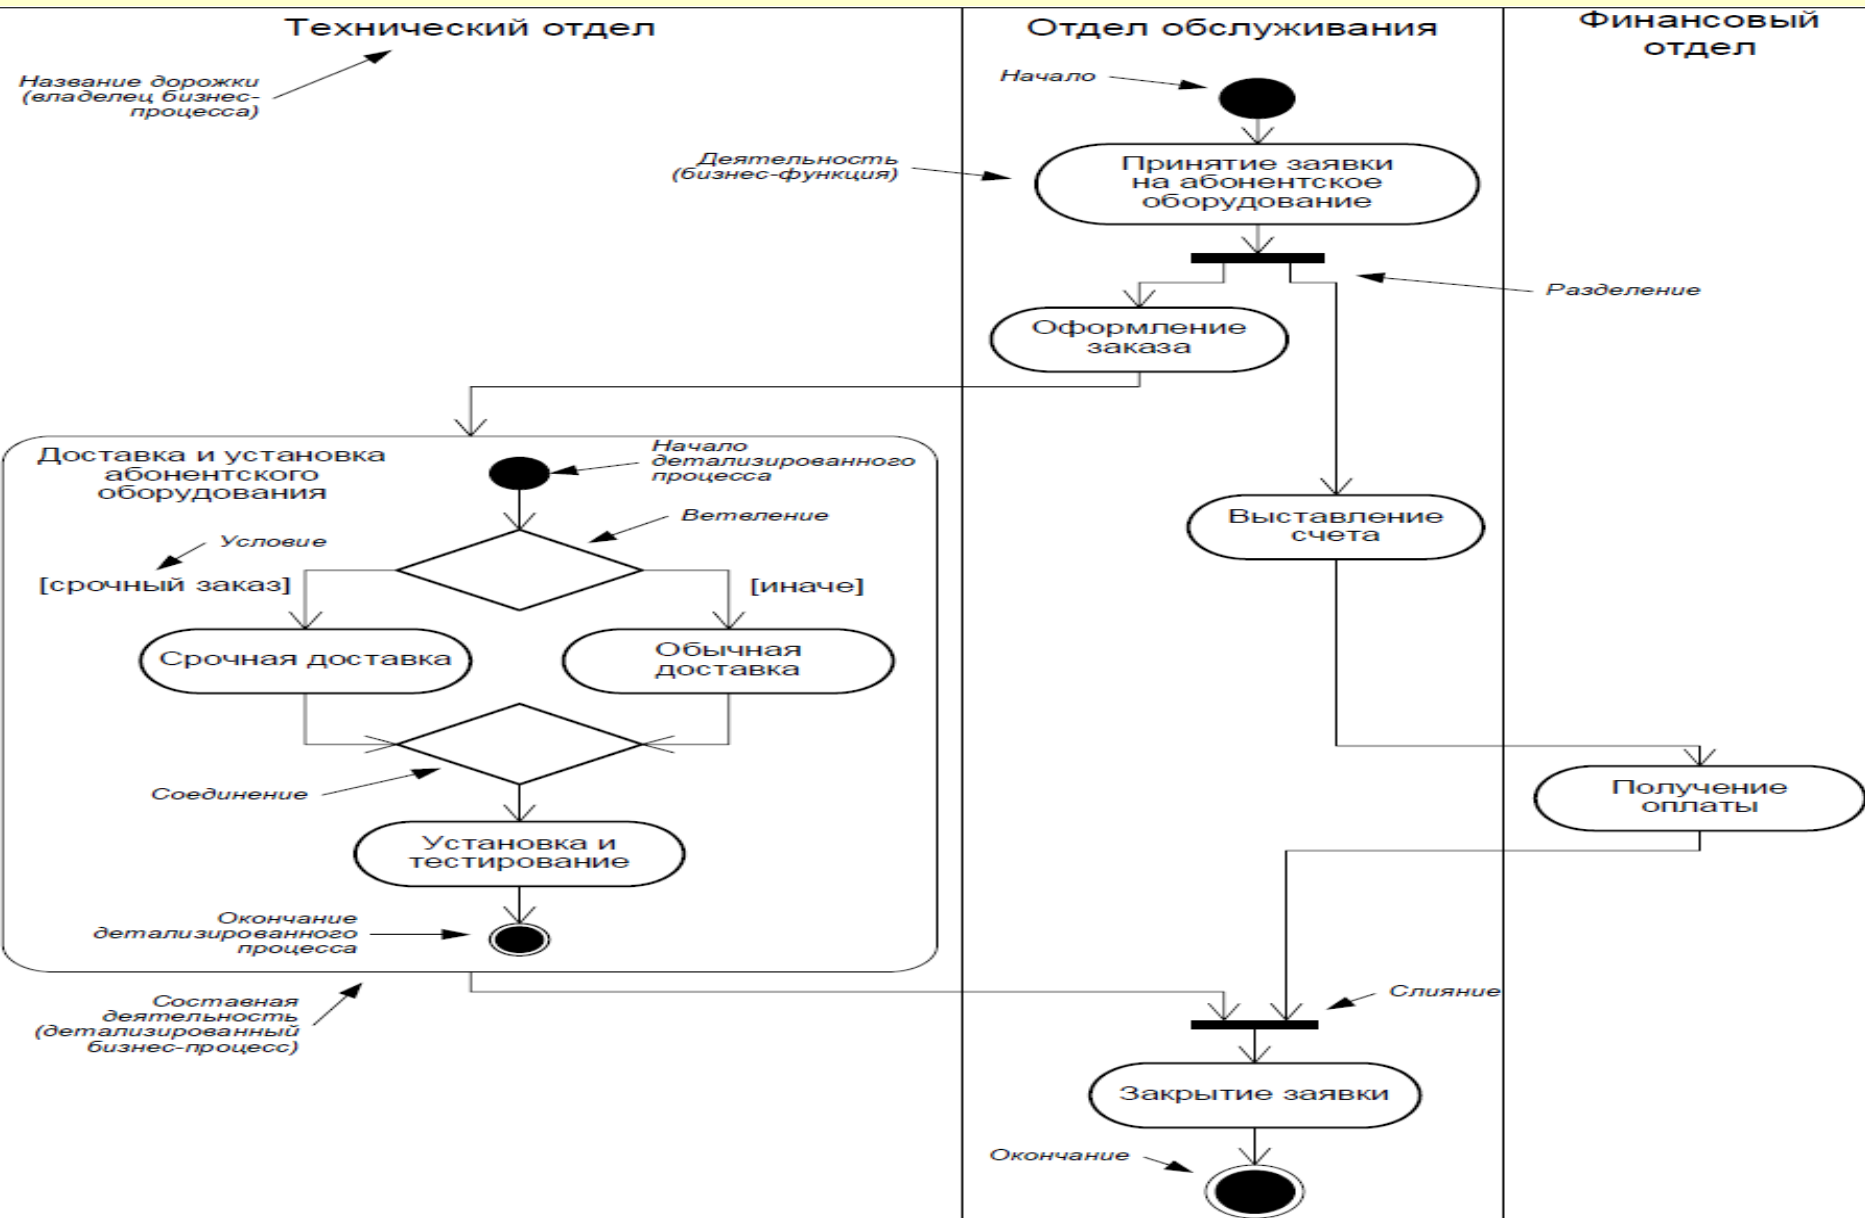 Технический отдел
Отдел обслуживания
Финансовый
отдел
Название дорожки
(владелец бизнес-
процесса)
Начало
Деятельность
(бизнес-функция)
Принятие заявки
на абонентское
оборудование
Разделение
Оформление
заказа
Доставка и установка
абонентского
оборудования
Начало
детализированного
процесса
Ветвление
Условие
[срочный заказ]
[иначе]
Выставление
счета
Срочная доставка
Обычная
доставка
Соединение
Получение
оплаты
Установка и
тестирование
Окончание
детализированного
процесса
Составная
деятельность
(детализированный
бизнес-процесс)
Слияние
Закрытие заявки
Окончание